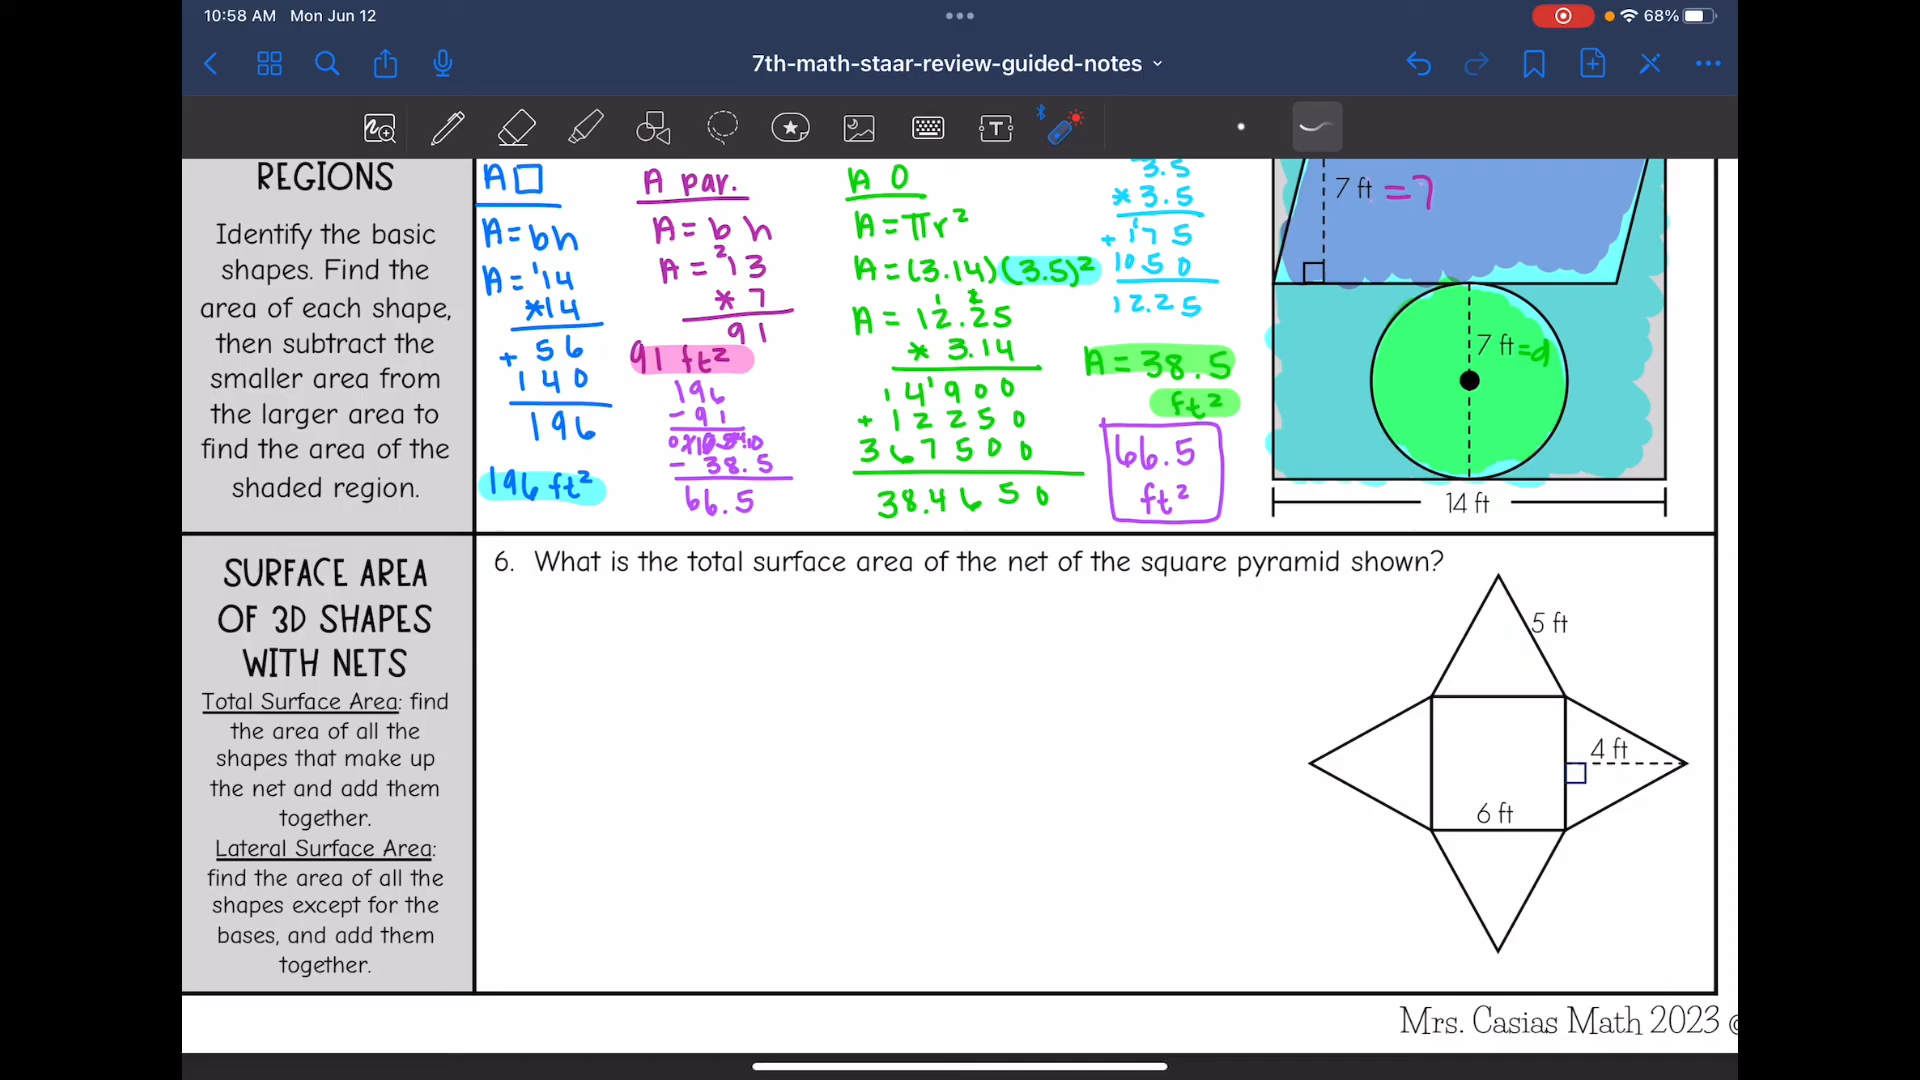 10:58 AM Mon Jun 12
68%
7th-math-staar-review-guided-notes
REGIONS
Identify the basic
shapes. Find the
area of each shape,
then subtract the
smaller area from
the larger area to
find the area of the
shaded region.
A □
A = bh
A = 14
* 14
+ 56
140
196
196 ft²
A par.
A = b h
A = 13
* 7
91
91 ft²
196
- 91
- 38.5
66.5
A O
A = πr²
A = (3.14)(3.5)²
A = 12.25
* 3.14
14900
+ 12250
367500
38.4650
3.5
* 3.5
+ 175
1050
12.25
A = 38.5
ft²
66.5
ft²
7 ft = 7
7 ft = d
14 ft
SURFACE AREA
OF 3D SHAPES
WITH NETS
Total Surface Area: find
the area of all the
shapes that make up
the net and add them
together.
Lateral Surface Area:
find the area of all the
shapes except for the
bases, and add them
together.
6. What is the total surface area of the net of the square pyramid shown?
5 ft
4 ft
6 ft
Mrs. Casias Math 2023 ©